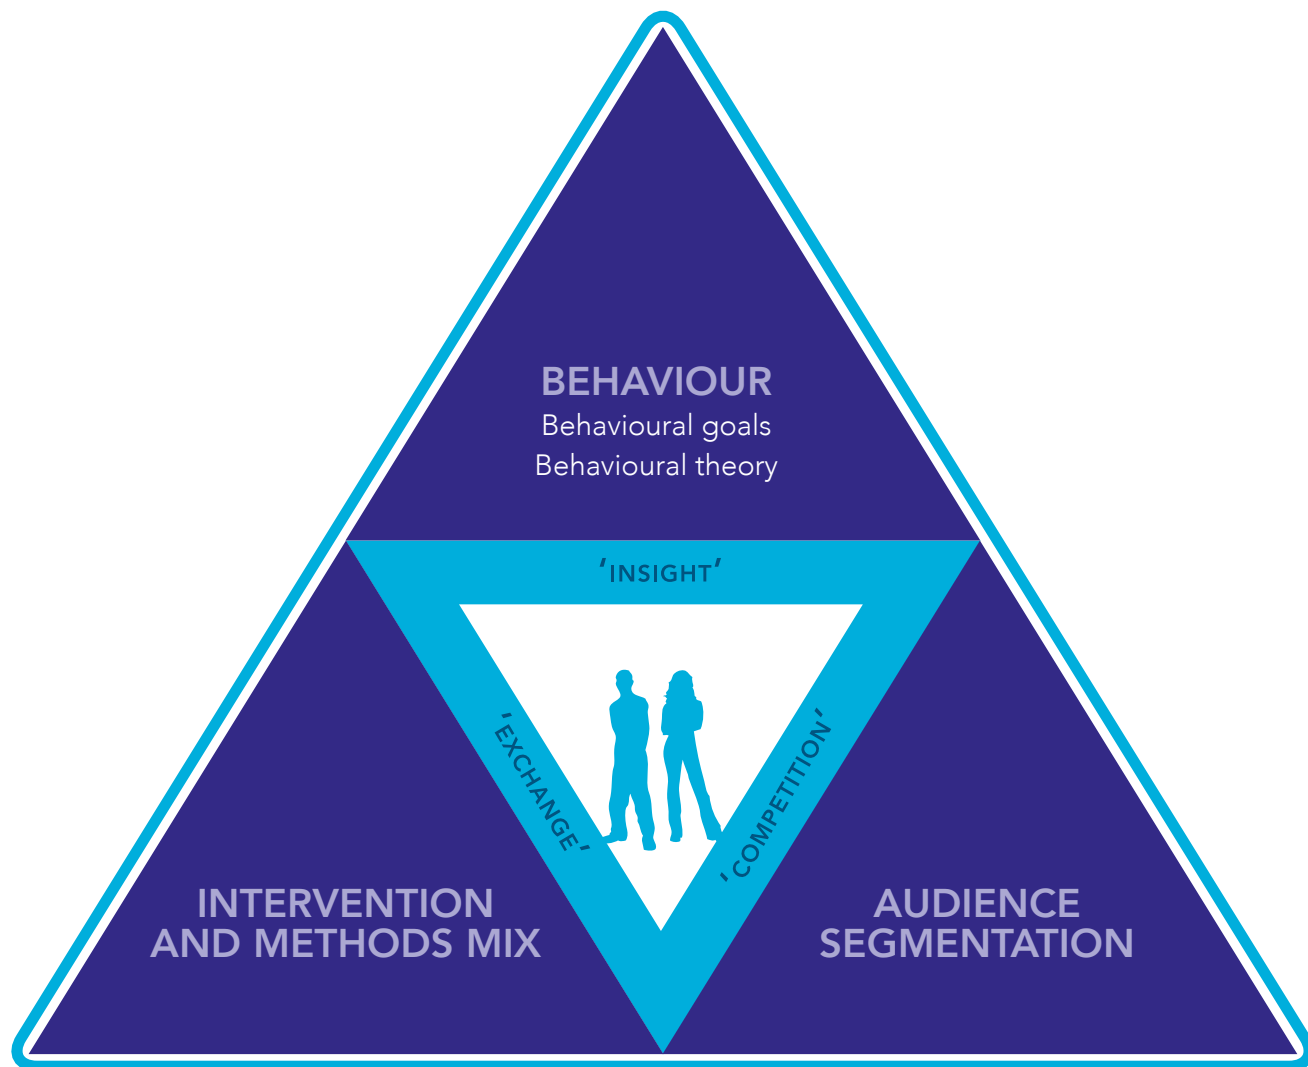 BEHAVIOUR
Behavioural goals
Behavioural theory
'INSIGHT'
'EXCHANGE'
'COMPETITION'
INTERVENTION
AND METHODS MIX
AUDIENCE
SEGMENTATION